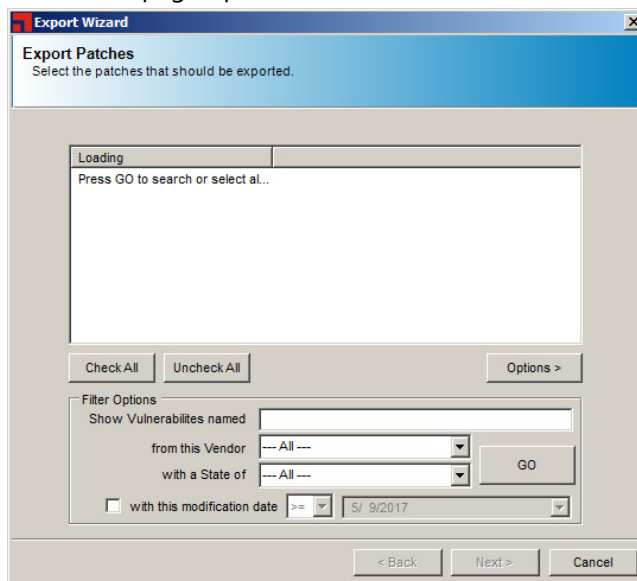 Export Wizard
Export Patches
Select the patches that should be exported.
Loading
Press GO to search or select al...
Check All
Uncheck All
Options >
Filter Options
Show Vulnerabilites named
from this Vendor
--- All ---
with a State of
--- All ---
GO
with this modification date
>=
5/ 9/2017
< Back
Next >
Cancel